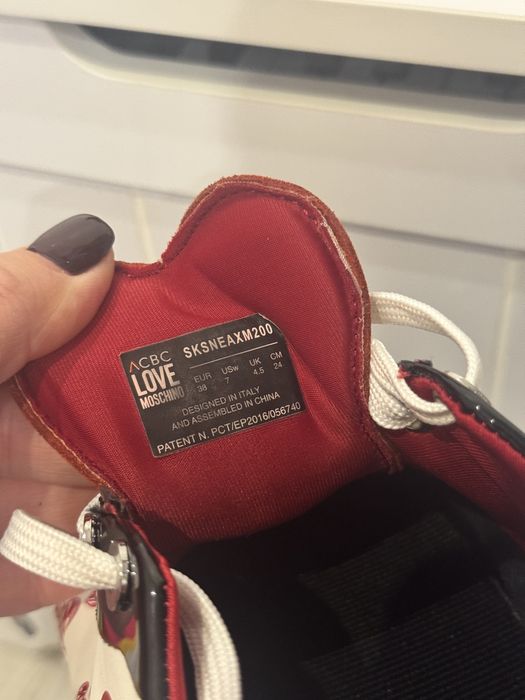 ACBC
LOVE
MOSCHINO
SKSNEAXM200
EUR USw UK CM
38 7 4.5 24
DESIGNED IN ITALY
AND ASSEMBLED IN CHINA
PATENT N. PCT/EP2016/056740